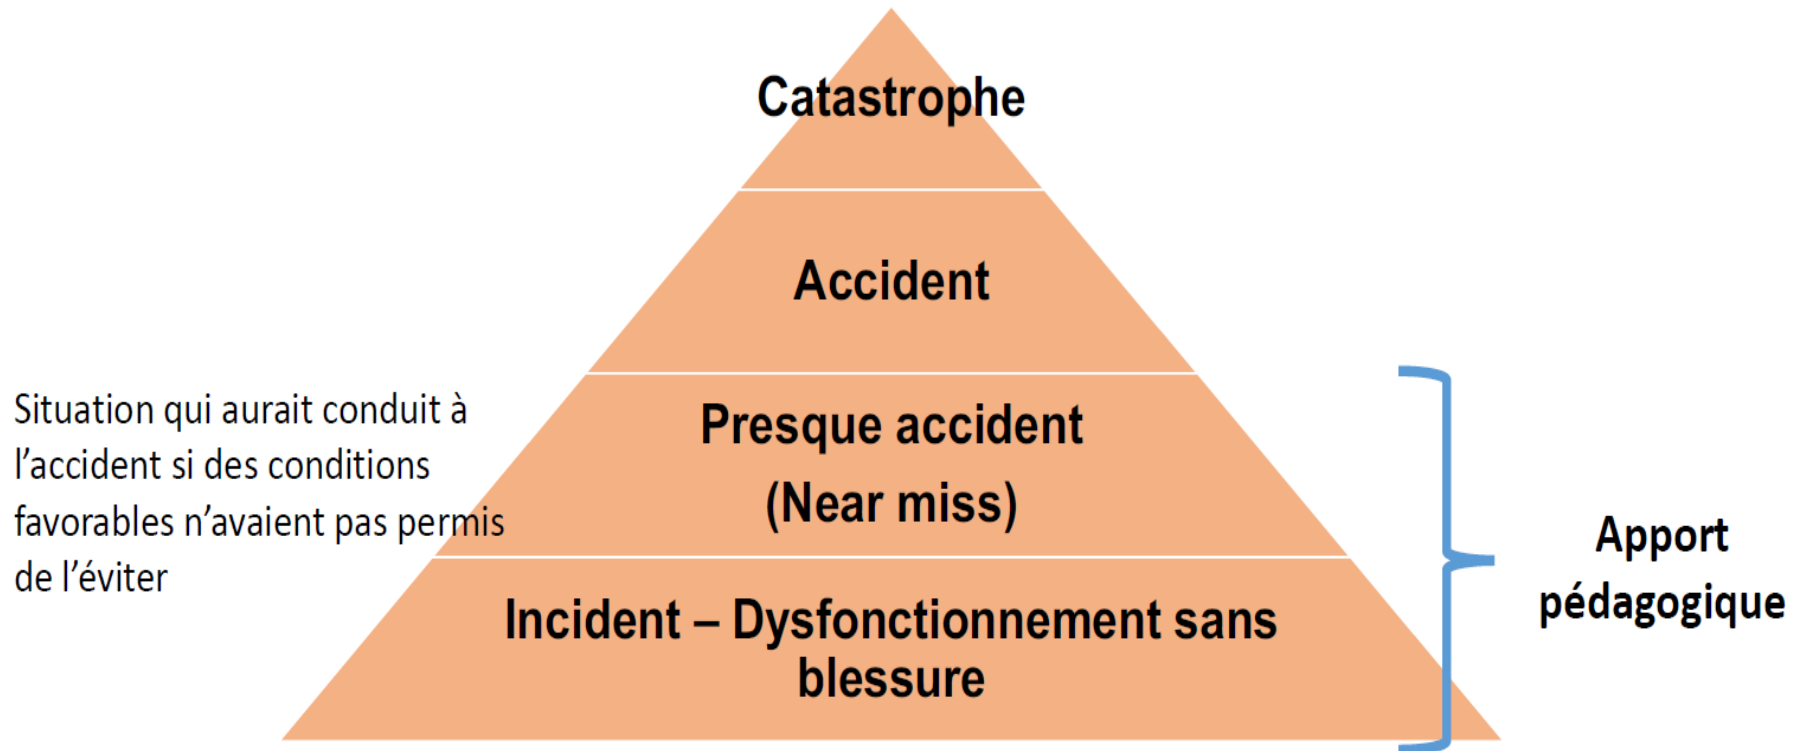 Catastrophe
Accident
Situation qui aurait conduit à
l’accident si des conditions
favorables n’avaient pas permis
de l’éviter
Presque accident
(Near miss)
Incident – Dysfonctionnement sans
blessure
Apport
pédagogique